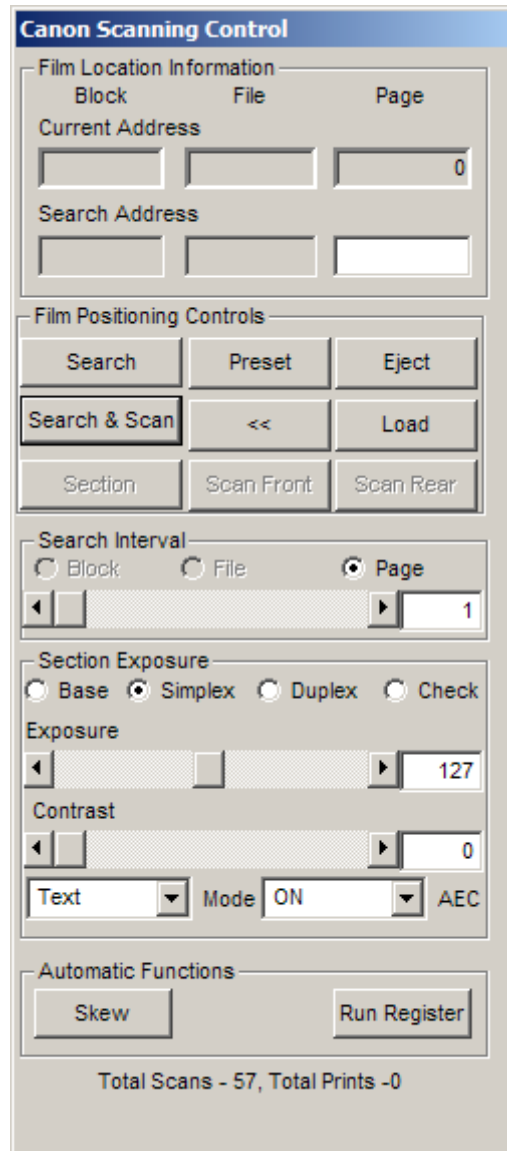 Canon Scanning Control
Film Location Information
Block File Page
Current Address
0
Search Address
Film Positioning Controls
Search Preset Eject
Search & Scan << Load
Section Scan Front Scan Rear
Search Interval
Block File Page
1
Section Exposure
Base Simplex Duplex Check
Exposure
127
Contrast
0
Text Mode ON AEC
Automatic Functions
Skew Run Register
Total Scans - 57, Total Prints -0